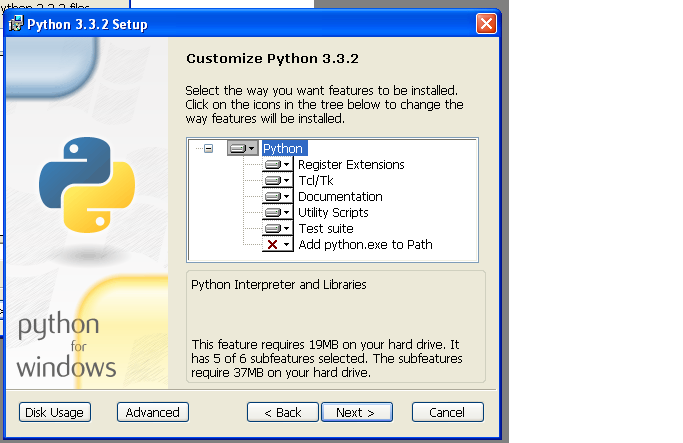 ython 3.3.2 files
Python 3.3.2 Setup
Customize Python 3.3.2
Select the way you want features to be installed.
Click on the icons in the tree below to change the
way features will be installed.
Python
Register Extensions
Tcl/Tk
Documentation
Utility Scripts
Test suite
Add python.exe to Path
Python Interpreter and Libraries
This feature requires 19MB on your hard drive. It
has 5 of 6 subfeatures selected. The subfeatures
require 37MB on your hard drive.
python
for
windows
Disk Usage
Advanced
< Back
Next >
Cancel